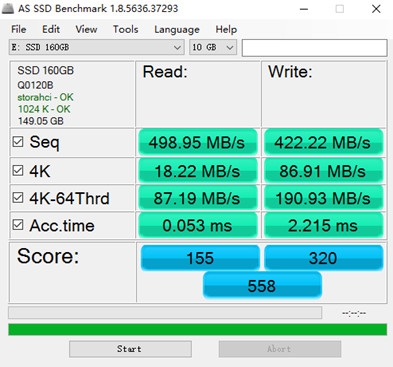 AS SSD Benchmark 1.8.5636.37293
File Edit View Tools Language Help
E: SSD 160GB 10 GB
SSD 160GB
Q0120B
storahci - OK
1024 K - OK
149.05 GB
Read: Write:
Seq 498.95 MB/s 422.22 MB/s
4K 18.22 MB/s 86.91 MB/s
4K-64Thrd 87.19 MB/s 190.93 MB/s
Acc.time 0.053 ms 2.215 ms
Score: 155 320
558
--:--:--
Start Abort